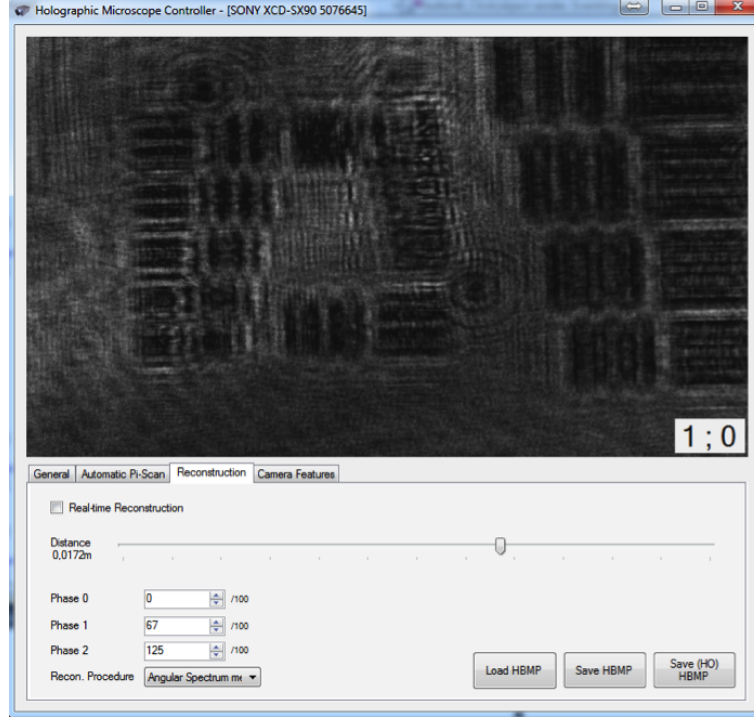 Holographic Microscope Controller - [SONY XCD-SX90 5076645]
1 ; 0
General Automatic Pi-Scan Reconstruction Camera Features
Real-time Reconstruction
Distance
0,0172m
Phase 0 0 /100
Phase 1 67 /100
Phase 2 125 /100
Recon. Procedure Angular Spectrum me
Load HBMP Save HBMP Save (HO) HBMP